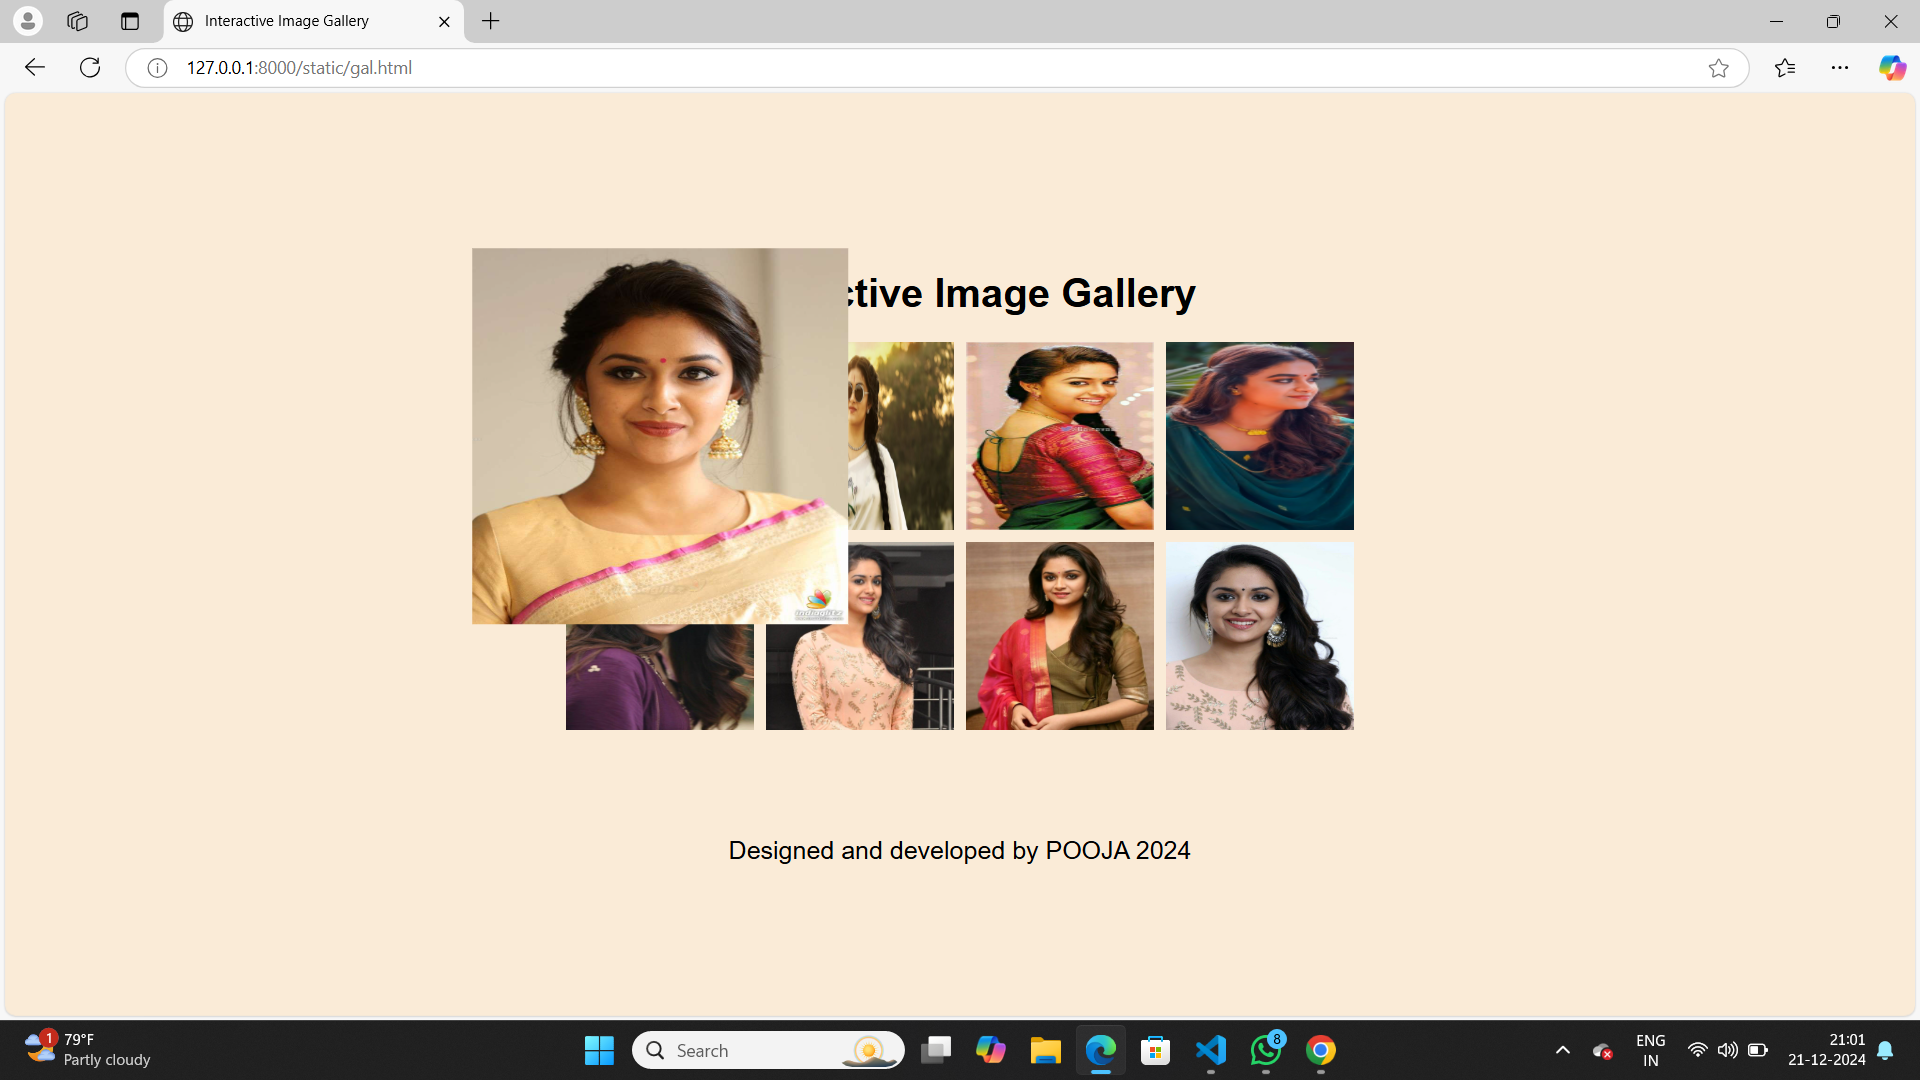 Interactive Image Gallery
127.0.0.1:8000/static/gal.html
ctive Image Gallery
indiaglitz
Designed and developed by POOJA 2024
1
79°F
Partly cloudy
Search
8
ENG
IN
21:01
21-12-2024